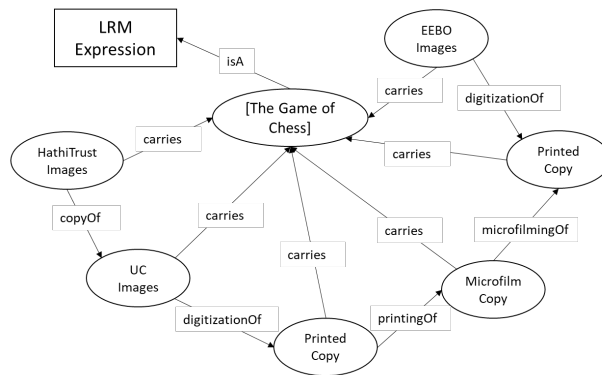 LRM
Expression
EEBO
Images
isA
carries
digitizationOf
[The Game of
Chess]
HathiTrust
Images
carries
carries
Printed
Copy
copyOf
carries
carries
microfilmingOf
carries
UC
Images
Microfilm
Copy
digitizationOf
printingOf
Printed
Copy